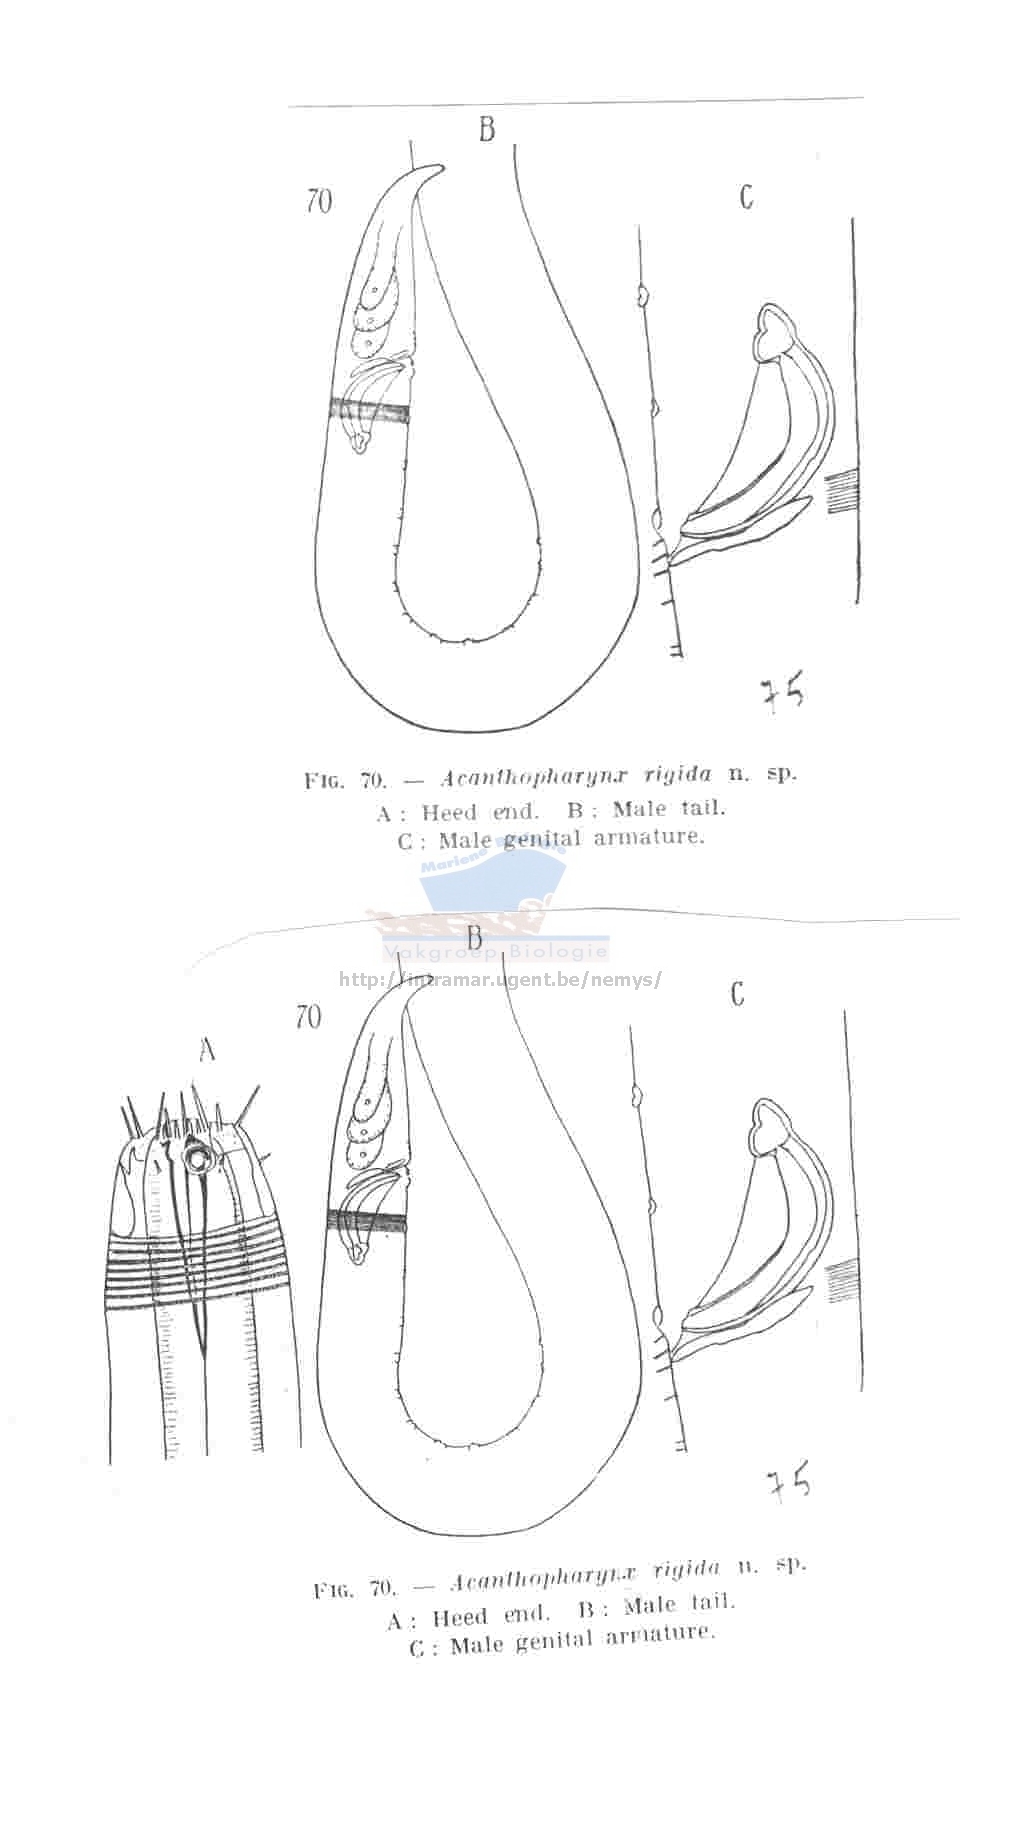 B
70
C
75
FIG. 70. — Acanthopharynx rigida n. sp.
A : Heed end. B : Male tail.
C : Male genital armature.
Vakgroep Biologie
B
http://intramar.ugent.be/nemys/
70
C
A
75
FIG. 70. — Acanthopharynx rigida n. sp.
A : Heed end. B : Male tail.
C : Male genital armature.